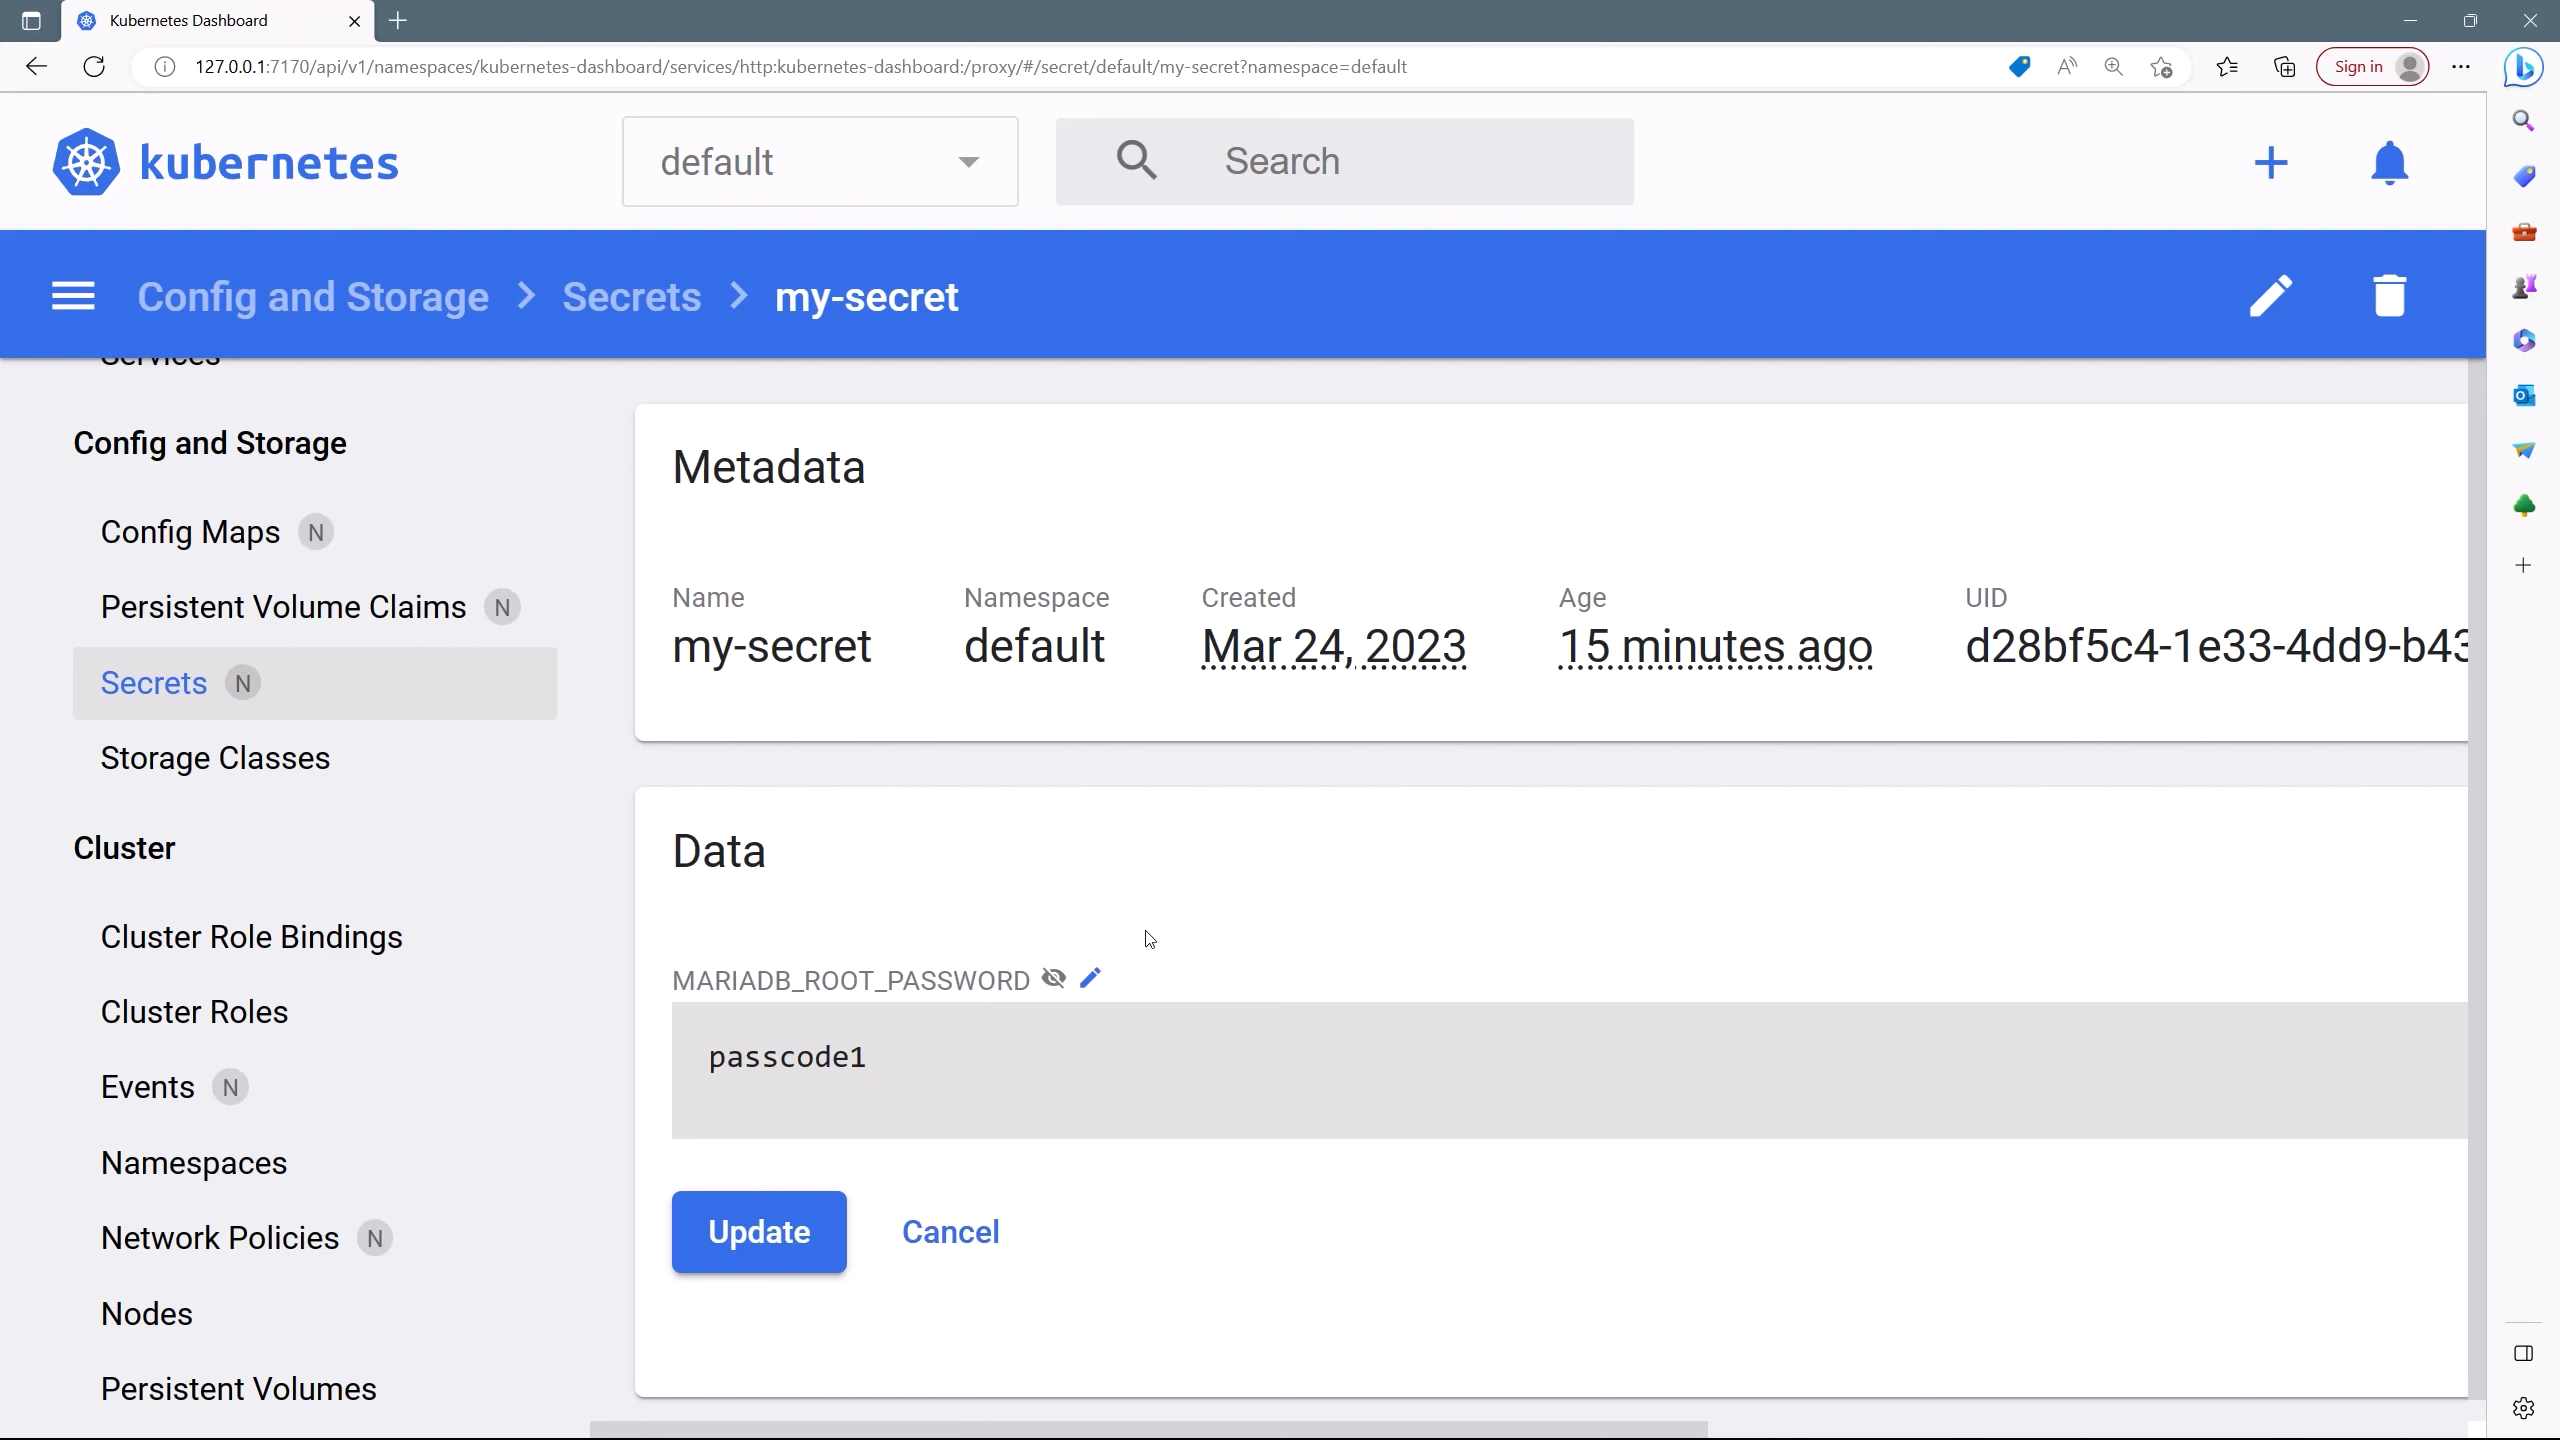 Kubernetes Dashboard
127.0.0.1:7170/api/v1/namespaces/kubernetes-dashboard/services/http:kubernetes-dashboard:/proxy/#/secret/default/my-secret?namespace=default
Sign in
kubernetes
default
Search
Config and Storage > Secrets > my-secret
Services
Config and Storage
Config Maps N
Persistent Volume Claims N
Secrets N
Storage Classes
Cluster
Cluster Role Bindings
Cluster Roles
Events N
Namespaces
Network Policies N
Nodes
Persistent Volumes
Metadata
Name Namespace Created Age UID
my-secret default Mar 24, 2023 15 minutes ago d28bf5c4-1e33-4dd9-b43
Data
MARIADB_ROOT_PASSWORD
passcode1
Update Cancel